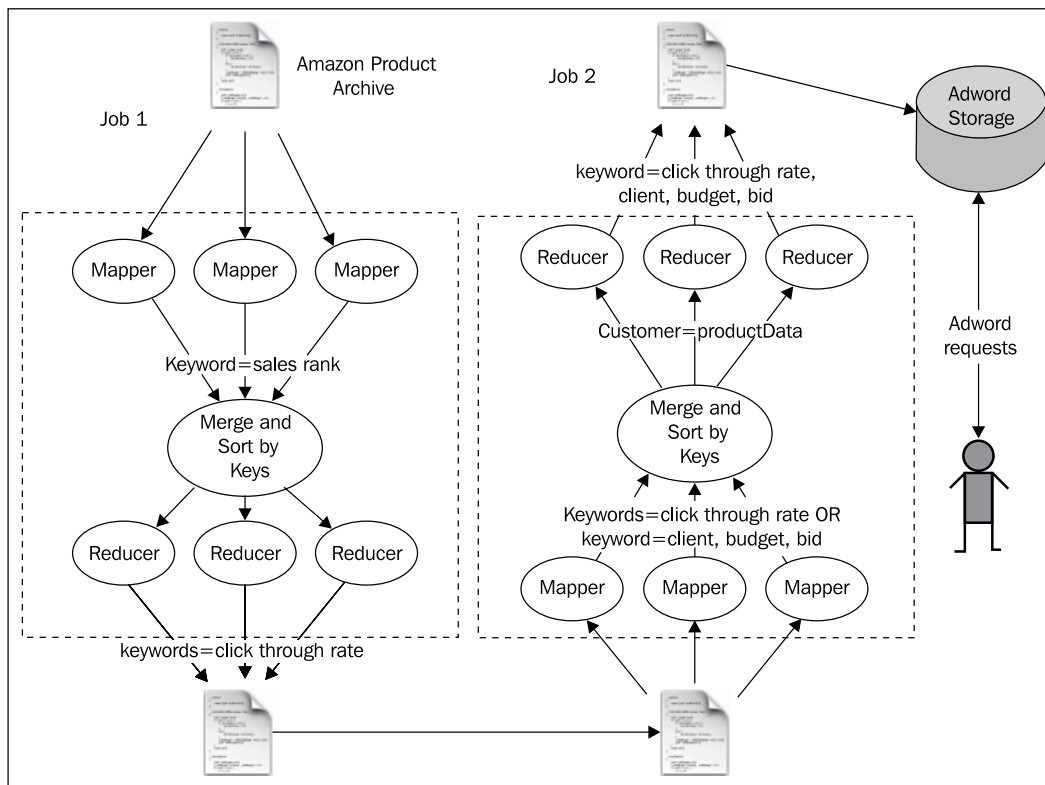 Amazon Product
Archive
Job 1
Mapper
Mapper
Mapper
Keyword=sales rank
Merge and
Sort by
Keys
Reducer
Reducer
Reducer
keywords=click through rate
Job 2
keyword=click through rate,
client, budget, bid
Reducer
Reducer
Reducer
Customer=productData
Merge and
Sort by
Keys
Keywords=click through rate OR
keyword=client, budget, bid
Mapper
Mapper
Mapper
Adword
Storage
Adword
requests